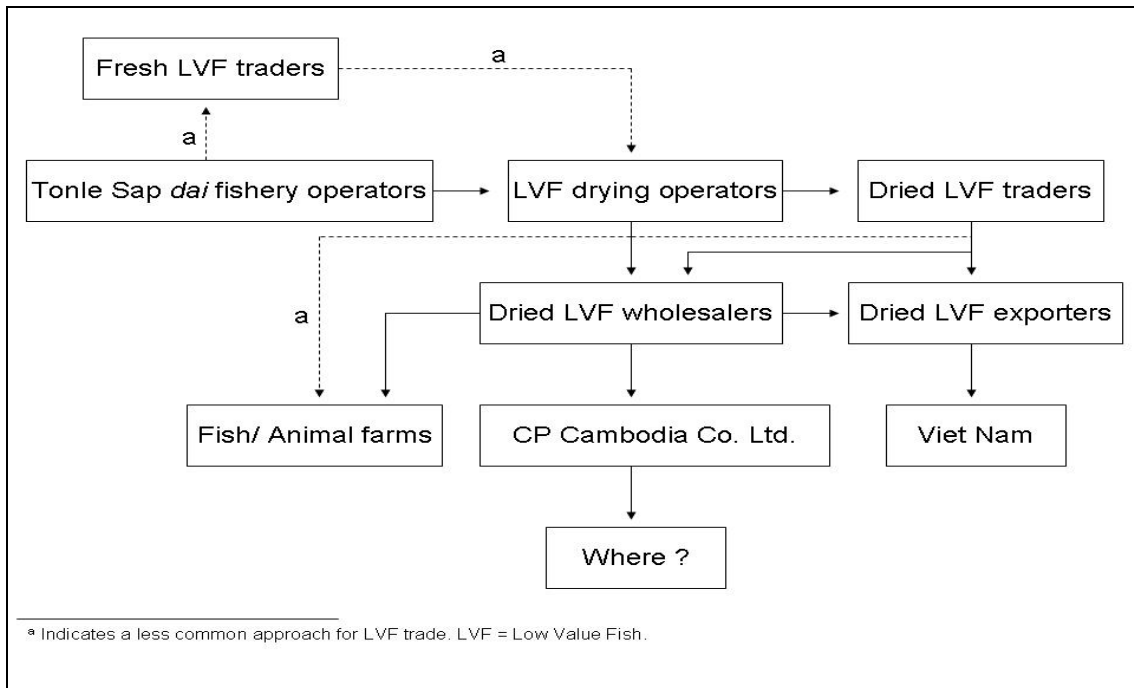 Fresh LVF traders
a
a
Tonle Sap dai fishery operators
LVF drying operators
Dried LVF traders
a
Dried LVF wholesalers
Dried LVF exporters
Fish/ Animal farms
CP Cambodia Co. Ltd.
Viet Nam
Where ?
a Indicates a less common approach for LVF trade. LVF = Low Value Fish.